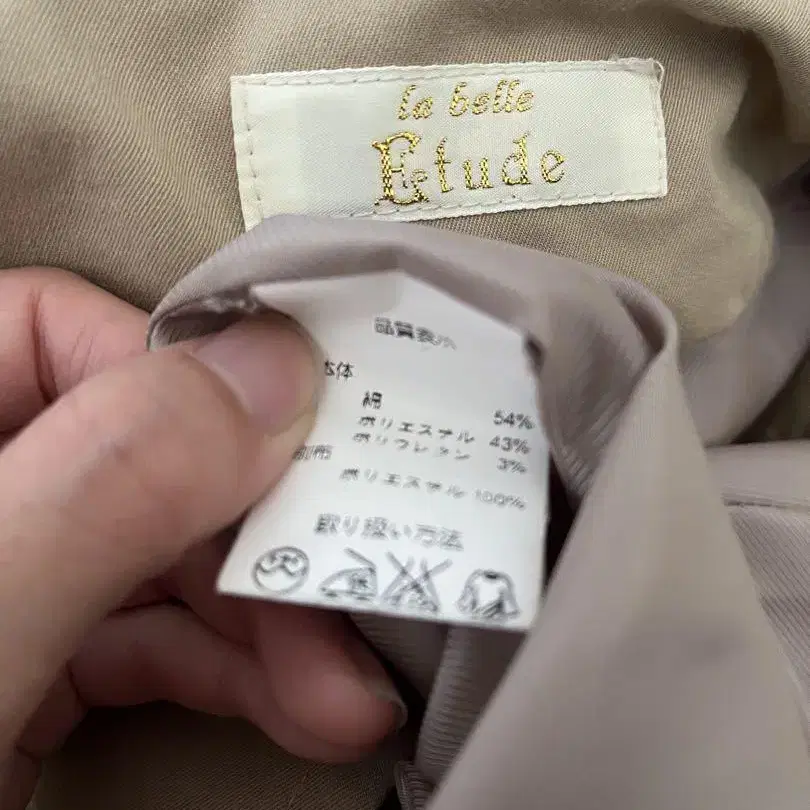 la belle
Etude
品質表示
本体
綿 54%
ポリエステル 43%
ポリウレタン 3%
別布
ポリエステル 100%
取り扱い方法